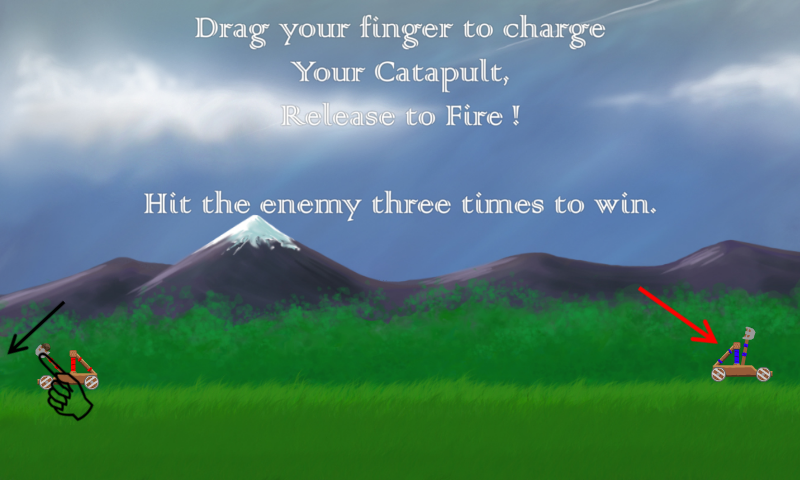 Drag your finger to charge
Your Catapult,
Release to Fire !
Hit the enemy three times to win.